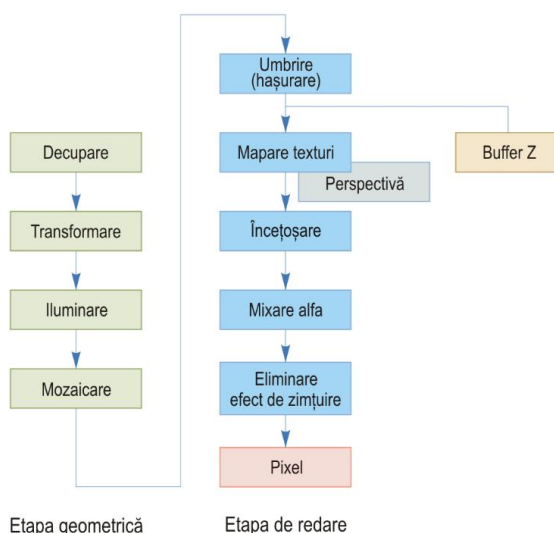 Decupare
Transformare
Iluminare
Mozaicare
Etapa geometrică
Umbrire
(hașurare)
Mapare texturi
Perspectivă
Buffer Z
Încețoșare
Mixare alfa
Eliminare
efect de zimțuire
Pixel
Etapa de redare